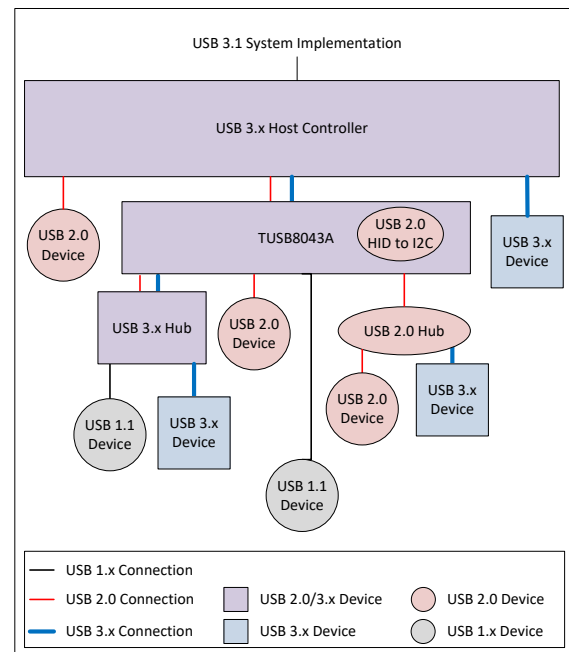 USB 3.1 System Implementation
USB 3.x Host Controller
USB 2.0
Device
TUSB8043A
USB 2.0
HID to I2C
USB 3.x
Device
USB 3.x Hub
USB 2.0
Device
USB 2.0 Hub
USB 1.1
Device
USB 3.x
Device
USB 2.0
Device
USB 3.x
Device
USB 1.1
Device
USB 1.x Connection
USB 2.0 Connection
USB 2.0/3.x Device
USB 2.0 Device
USB 3.x Connection
USB 3.x Device
USB 1.x Device